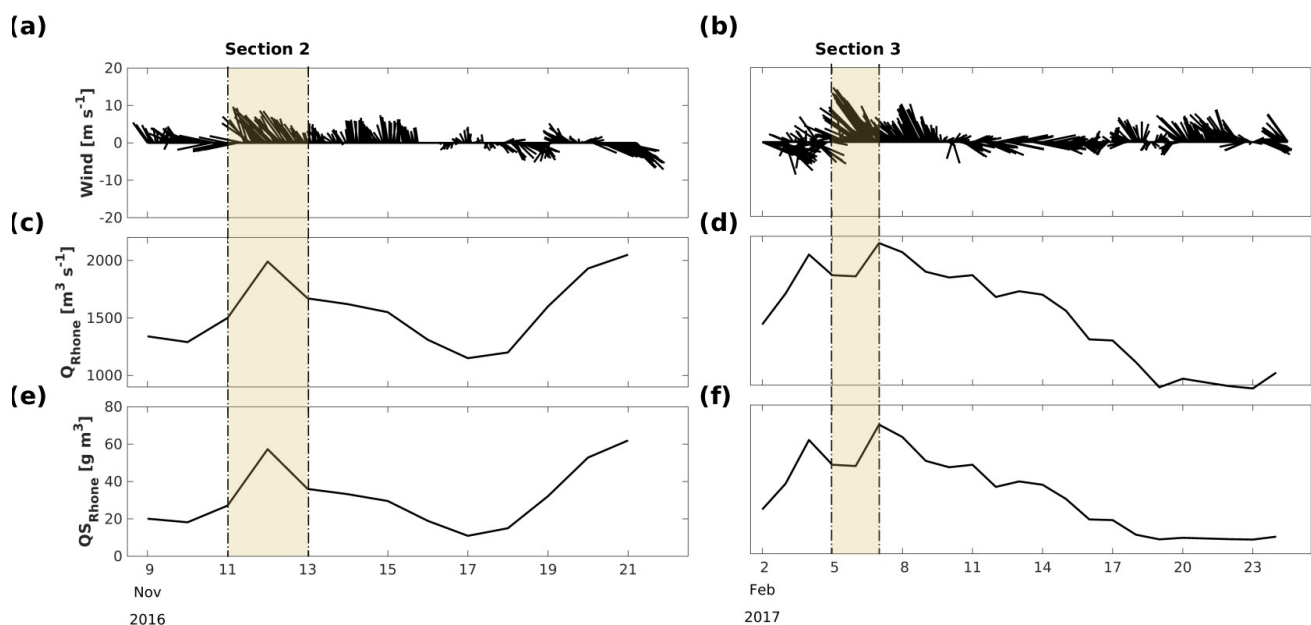 (a)
Section 2
20
10
0
-10
-20
Wind [m s⁻¹]
(b)
Section 3
(c)
2000
1500
1000
Q_Rhone [m³ s⁻¹]
(d)
(e)
80
60
40
20
0
QS_Rhone [g m³]
9 11 13 15 17 19 21
Nov
2016
(f)
2 5 8 11 14 17 20 23
Feb
2017